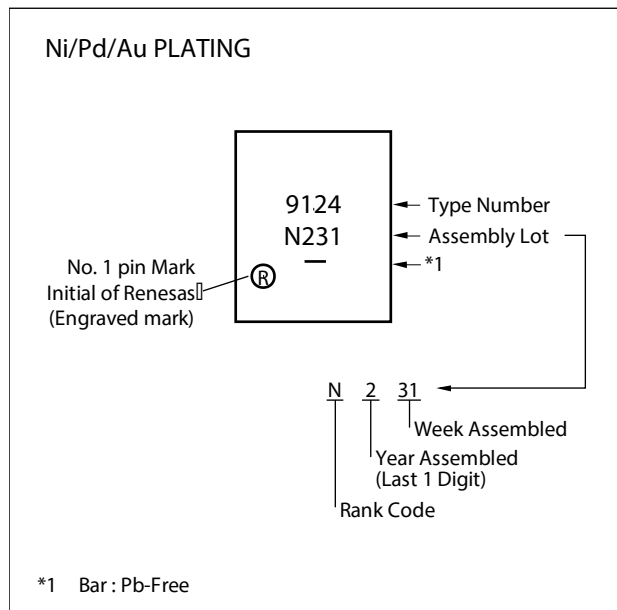 Ni/Pd/Au PLATING
9124
N231
Type Number
Assembly Lot
*1
No. 1 pin Mark
Initial of Renesas▯
(Engraved mark)
R
N 2 31
Week Assembled
Year Assembled
(Last 1 Digit)
Rank Code
*1 Bar : Pb-Free